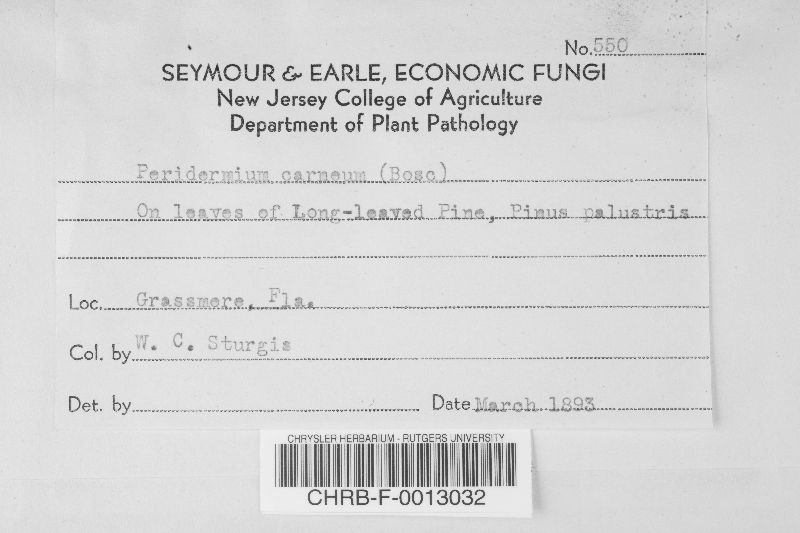 No. 550
SEYMOUR & EARLE, ECONOMIC FUNGI
New Jersey College of Agriculture
Department of Plant Pathology
Peridermium carneum (Bosc)
On leaves of Long-leaved Pine, Pinus palustris
Loc. Grassmere, Fla.
Col. by W. C. Sturgis
Det. by Date March 1893
CHRYSLER HERBARIUM - RUTGERS UNIVERSITY
CHRB-F-0013032